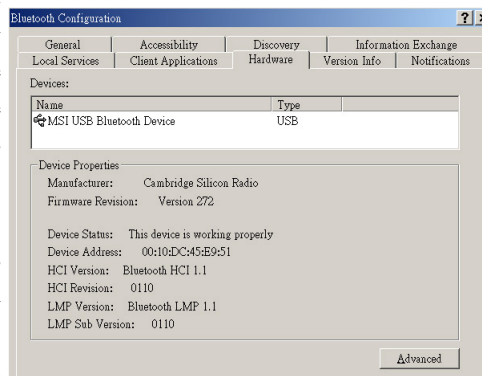 Bluetooth Configuration
General Accessibility Discovery Information Exchange
Local Services Client Applications Hardware Version Info Notifications
Devices:
Name Type
MSI USB Bluetooth Device USB
Device Properties
Manufacturer: Cambridge Silicon Radio
Firmware Revision: Version 272
Device Status: This device is working properly
Device Address: 00:10:DC:45:E9:51
HCI Version: Bluetooth HCI 1.1
HCI Revision: 0110
LMP Version: Bluetooth LMP 1.1
LMP Sub Version: 0110
Advanced